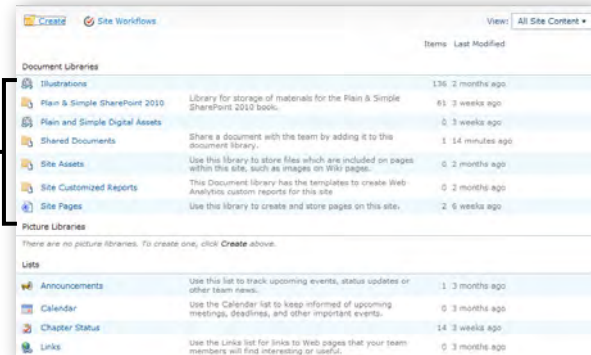 Create Site Workflows View: All Site Content
Items Last Modified
Document Libraries
Illustrations 136 2 months ago
Plain & Simple SharePoint 2010 Library for storage of materials for the Plain & Simple SharePoint 2010 book. 61 3 weeks ago
Plain and Simple Digital Assets 0 3 weeks ago
Shared Documents Share a document with the team by adding it to this document library. 1 14 minutes ago
Site Assets Use this library to store files which are included on pages within this site, such as images on Wiki pages. 0 2 months ago
Site Customized Reports This Document library has the templates to create Web Analytics custom reports for this site 0 2 months ago
Site Pages Use this library to create and store pages on this site. 2 6 weeks ago
Picture Libraries
There are no picture libraries. To create one, click Create above.
Lists
Announcements Use this list to track upcoming events, status updates or other team news. 1 3 months ago
Calendar Use the Calendar list to keep informed of upcoming meetings, deadlines, and other important events. 0 3 months ago
Chapter Status 14 3 weeks ago
Links Use the Links list for links to Web pages that your team members will find interesting or useful. 0 3 months ago